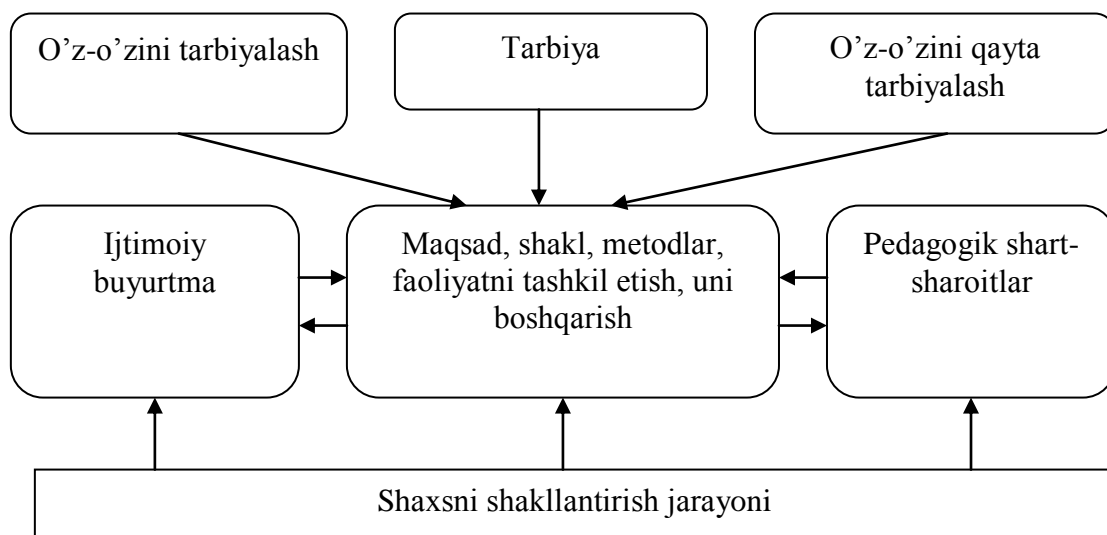 O’z-o’zini tarbiyalash
Tarbiya
O’z-o’zini qayta
tarbiyalash
Ijtimoiy
buyurtma
Maqsad, shakl, metodlar,
faoliyatni tashkil etish, uni
boshqarish
Pedagogik shart-
sharoitlar
Shaxsni shakllantirish jarayoni